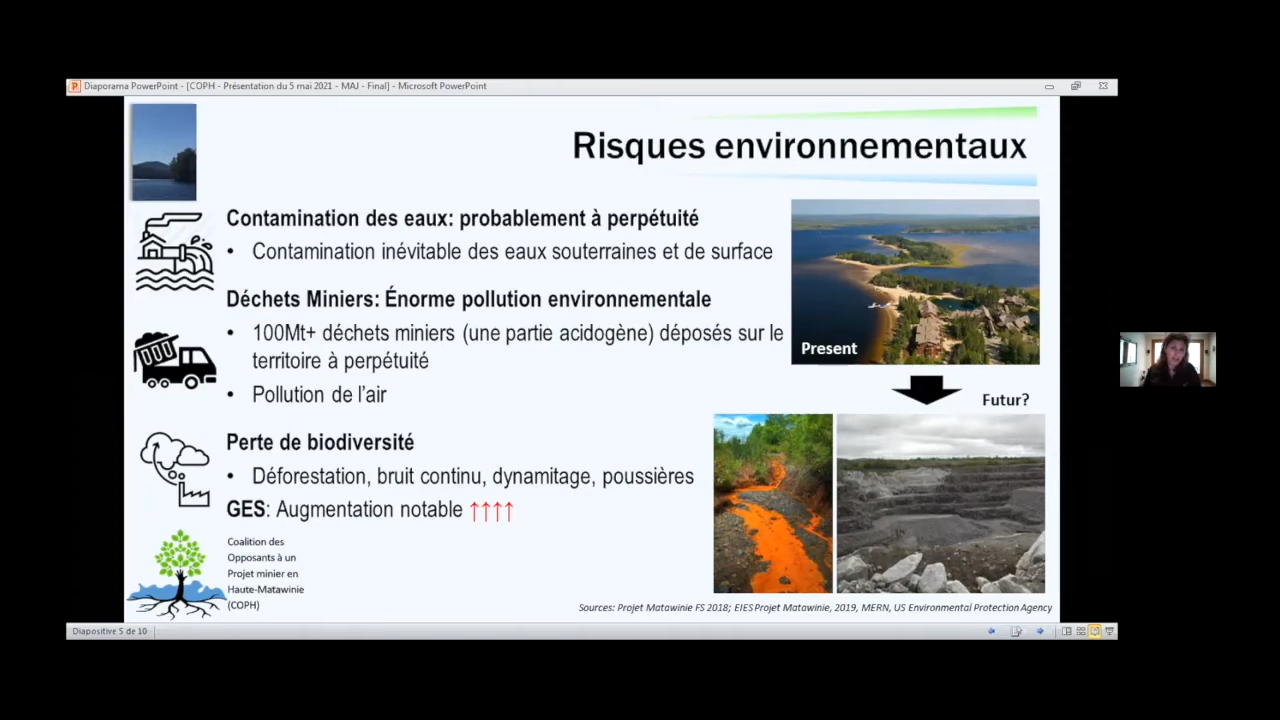 Diaporama PowerPoint - [COPH - Présentation du 5 mai 2021 - MAJ - Final] - Microsoft PowerPoint
Risques environnementaux
Contamination des eaux: probablement à perpétuité
• Contamination inévitable des eaux souterraines et de surface
Déchets Miniers: Énorme pollution environnementale
• 100Mt+ déchets miniers (une partie acidogène) déposés sur le
territoire à perpétuité
• Pollution de l'air
Perte de biodiversité
• Déforestation, bruit continu, dynamitage, poussières
GES: Augmentation notable ↑↑↑↑
Present
Futur?
Coalition des
Opposants à un
Projet minier en
Haute-Matawinie
(COPH)
Sources: Projet Matawinie FS 2018; EIES Projet Matawinie, 2019, MERN, US Environmental Protection Agency
Diapositive 5 de 10